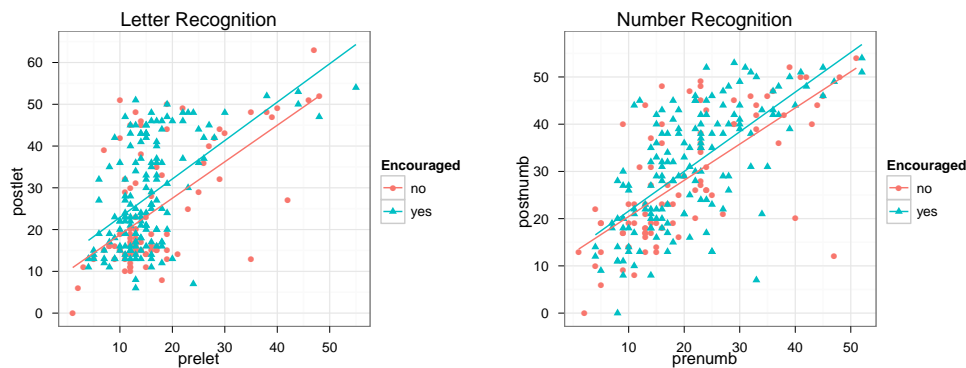 Letter Recognition
postlet
60
50
40
30
20
10
0
10
20
30
40
50
prelet
Encouraged
no
yes
Number Recognition
postnumb
50
40
30
20
10
0
10
20
30
40
50
prenumb
Encouraged
no
yes